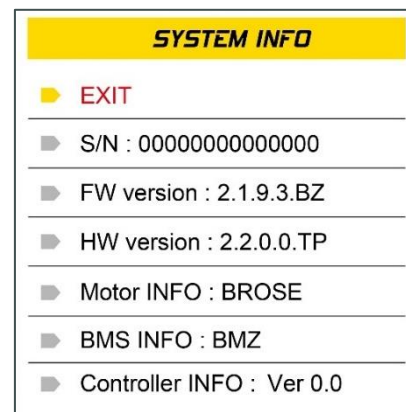 SYSTEM INFO
EXIT
S/N : 00000000000000
FW version : 2.1.9.3.BZ
HW version : 2.2.0.0.TP
Motor INFO : BROSE
BMS INFO : BMZ
Controller INFO : Ver 0.0